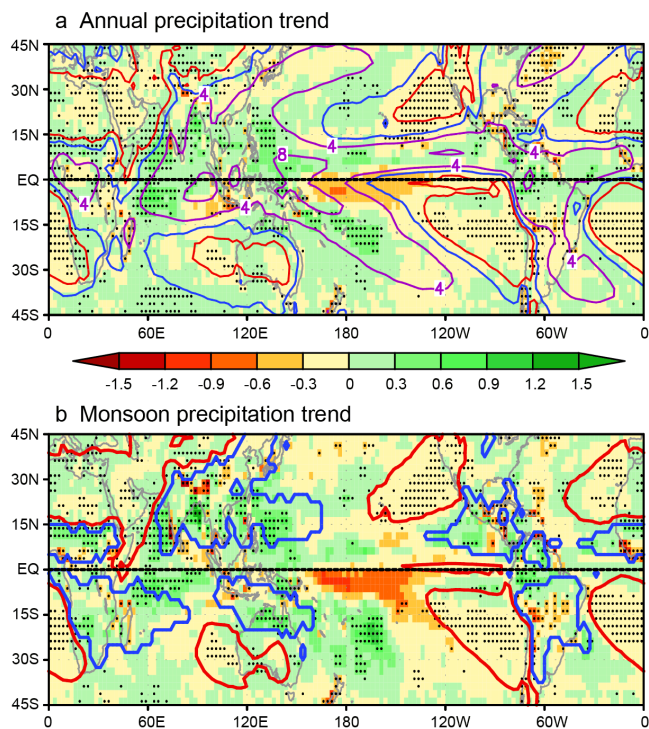 a Annual precipitation trend
45N
30N
15N
EQ
15S
30S
45S
4
4
8
4
4
4
4
4
4
4
0 60E 120E 180 120W 60W 0
-1.5 -1.2 -0.9 -0.6 -0.3 0 0.3 0.6 0.9 1.2 1.5
b Monsoon precipitation trend
45N
30N
15N
EQ
15S
30S
45S
0 60E 120E 180 120W 60W 0